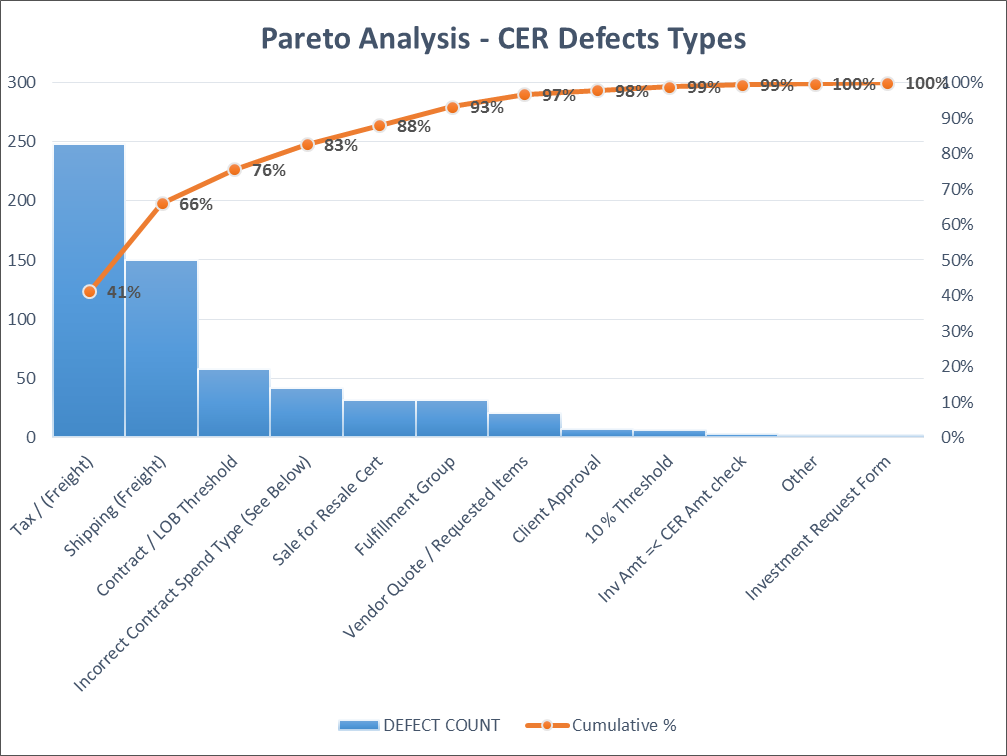 Pareto Analysis - CER Defects Types
300
250
200
150
100
50
0
100%
90%
80%
70%
60%
50%
40%
30%
20%
10%
0%
41%
66%
76%
83%
88%
93%
97%
98%
99%
99%
100%
100%
Tax / (Freight)
Shipping (Freight)
Contract / LOB Threshold
Incorrect Contract Spend Type (See Below)
Sale for Resale Cert
Fulfillment Group
Vendor Quote / Requested Items
Client Approval
10 % Threshold
Inv Amt =< CER Amt check
Other
Investment Request Form
DEFECT COUNT
Cumulative %